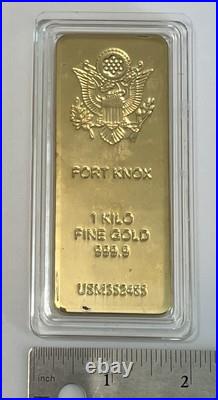 FORT KNOX
1 KILO
FINE GOLD
999.9
inch 1 2